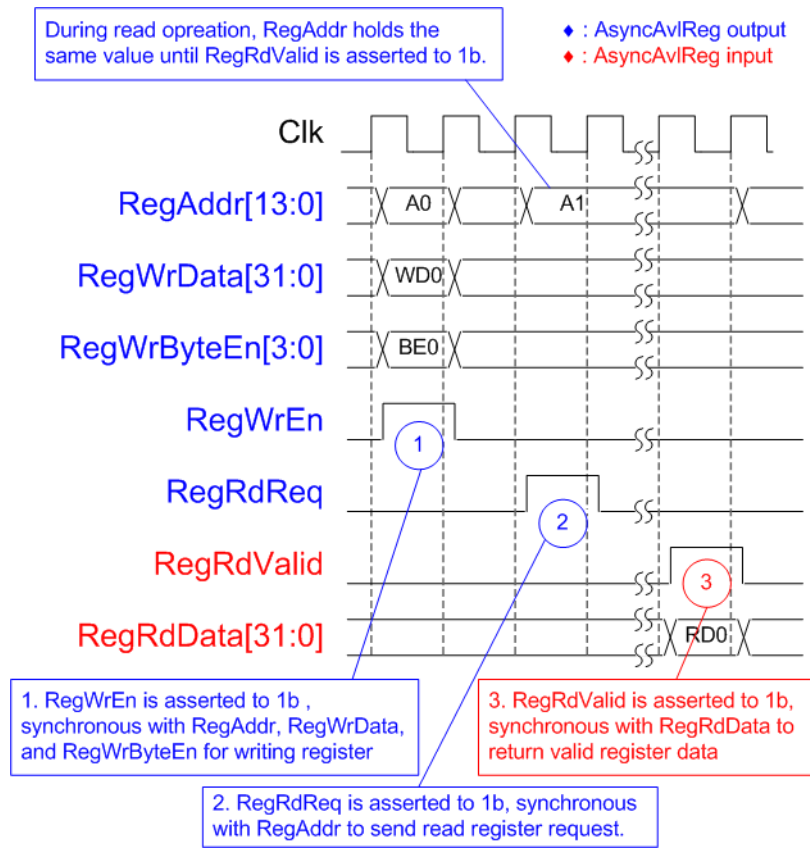 During read opreation, RegAddr holds the
same value until RegRdValid is asserted to 1b.
♦ : AsyncAvlReg output
♦ : AsyncAvlReg input
Clk
RegAddr[13:0]
A0
A1
RegWrData[31:0]
WD0
RegWrByteEn[3:0]
BE0
RegWrEn
1
RegRdReq
2
RegRdValid
3
RegRdData[31:0]
RD0
1. RegWrEn is asserted to 1b ,
synchronous with RegAddr, RegWrData,
and RegWrByteEn for writing register
3. RegRdValid is asserted to 1b,
synchronous with RegRdData to
return valid register data
2. RegRdReq is asserted to 1b, synchronous
with RegAddr to send read register request.